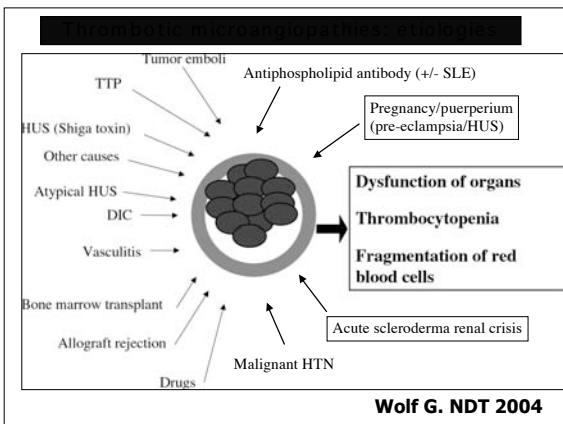 Thrombotic microangiopathies: etiologies
Tumor emboli
Antiphospholipid antibody (+/- SLE)
TTP
Pregnancy/puerperium
(pre-eclampsia/HUS)
HUS (Shiga toxin)
Other causes
Atypical HUS
DIC
Vasculitis
Bone marrow transplant
Allograft rejection
Drugs
Malignant HTN
Acute scleroderma renal crisis
Dysfunction of organs
Thrombocytopenia
Fragmentation of red
blood cells
Wolf G. NDT 2004